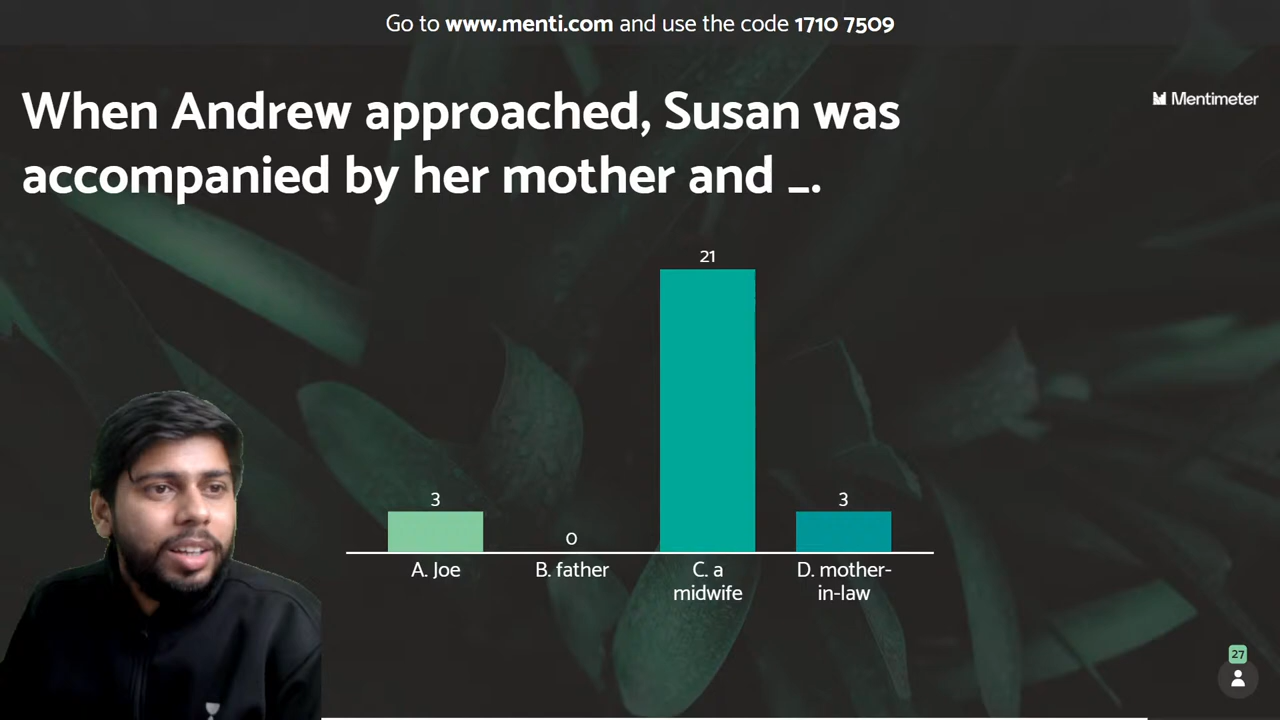 Go to www.menti.com and use the code 1710 7509
When Andrew approached, Susan was
accompanied by her mother and _.
Mentimeter
21
3
0
3
A. Joe
B. father
C. a
midwife
D. mother-
in-law
27